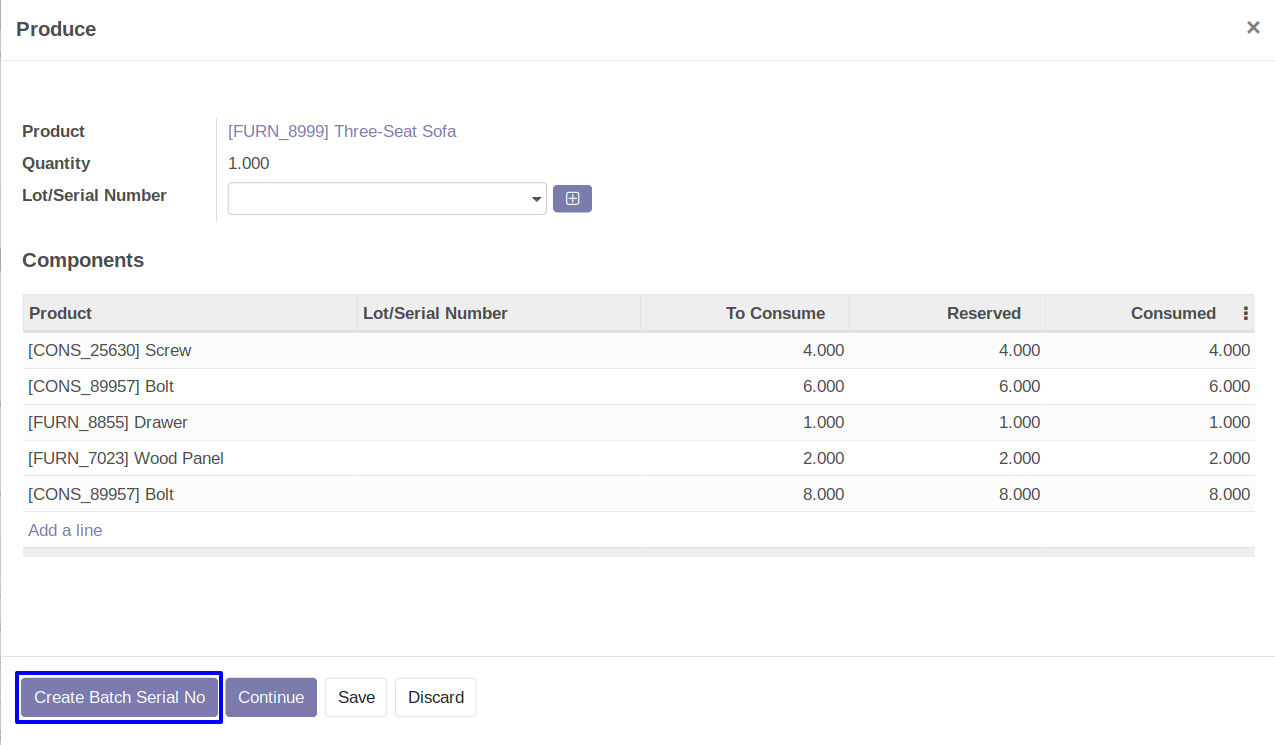 Produce ×
Product [FURN_8999] Three-Seat Sofa
Quantity 1.000
Lot/Serial Number
Components
Product Lot/Serial Number To Consume Reserved Consumed
[CONS_25630] Screw 4.000 4.000 4.000
[CONS_89957] Bolt 6.000 6.000 6.000
[FURN_8855] Drawer 1.000 1.000 1.000
[FURN_7023] Wood Panel 2.000 2.000 2.000
[CONS_89957] Bolt 8.000 8.000 8.000
Add a line
Create Batch Serial No Continue Save Discard